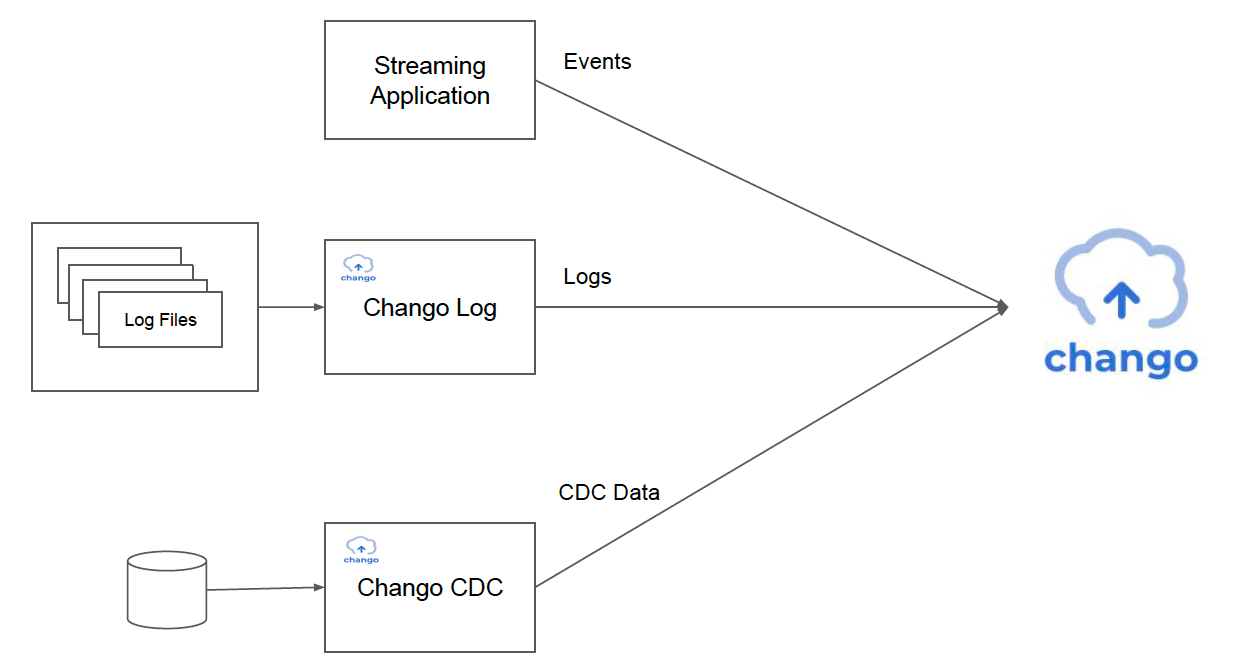 Streaming
Application
Events
Log Files
chango
Chango Log
Logs
chango
CDC Data
chango
Chango CDC